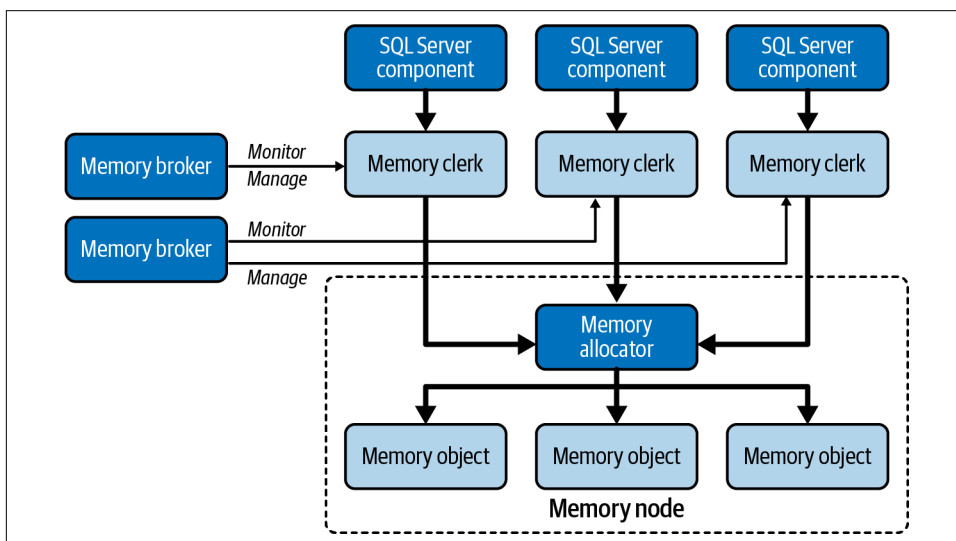 SQL Server
component
SQL Server
component
SQL Server
component
Memory broker
Monitor
Manage
Memory clerk
Memory clerk
Memory clerk
Memory broker
Monitor
Manage
Memory
allocator
Memory object
Memory object
Memory object
Memory node